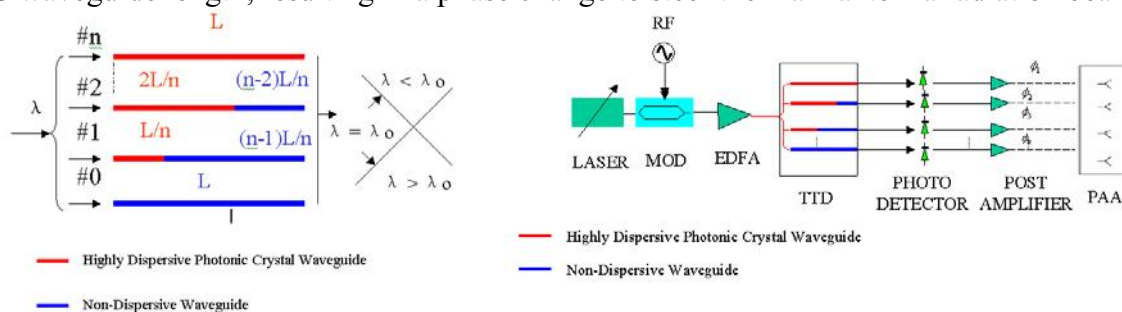 L
#n
2L/n
(n-2)L/n
#2
λ
L/n
(n-1)L/n
#1
#0
L
λ < λ o
λ = λ o
λ > λ o
Highly Dispersive Photonic Crystal Waveguide
Non-Dispersive Waveguide
RF
LASER
MOD
EDFA
TTD
PHOTO
DETECTOR
POST
AMPLIFIER
PAA
Highly Dispersive Photonic Crystal Waveguide
Non-Dispersive Waveguide